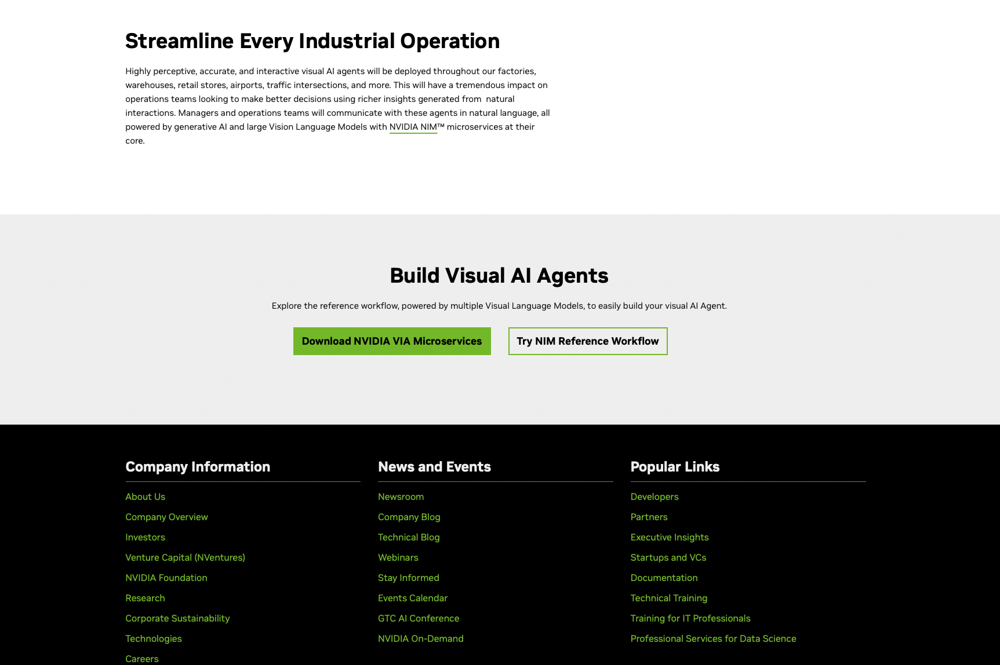 Streamline Every Industrial Operation
Highly perceptive, accurate, and interactive visual AI agents will be deployed throughout our factories,
warehouses, retail stores, airports, traffic intersections, and more. This will have a tremendous impact on
operations teams looking to make better decisions using richer insights generated from  natural
interactions. Managers and operations teams will communicate with these agents in natural language, all
powered by generative AI and large Vision Language Models with NVIDIA NIM™ microservices at their
core.
Build Visual AI Agents
Explore the reference workflow, powered by multiple Visual Language Models, to easily build your visual AI Agent.
Download NVIDIA VIA Microservices
Try NIM Reference Workflow
Company Information
About Us
Company Overview
Investors
Venture Capital (NVentures)
NVIDIA Foundation
Research
Corporate Sustainability
Technologies
Careers
News and Events
Newsroom
Company Blog
Technical Blog
Webinars
Stay Informed
Events Calendar
GTC AI Conference
NVIDIA On-Demand
Popular Links
Developers
Partners
Executive Insights
Startups and VCs
Documentation
Technical Training
Training for IT Professionals
Professional Services for Data Science